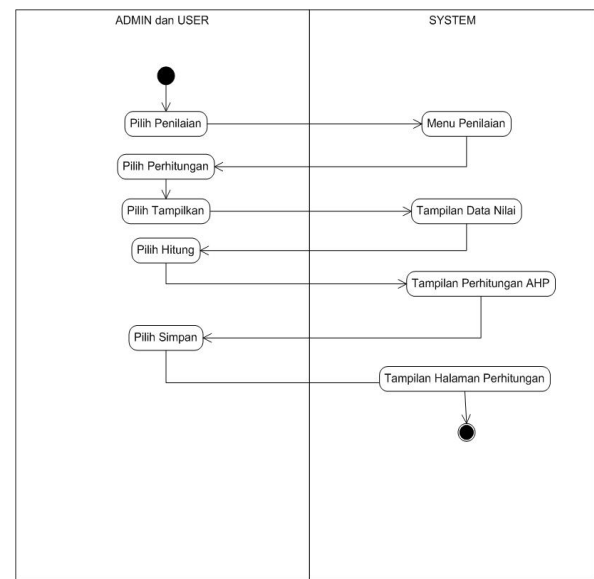 ADMIN dan USER
SYSTEM
Pilih Penilaian
Menu Penilaian
Pilih Perhitungan
Pilih Tampilkan
Tampilan Data Nilai
Pilih Hitung
Tampilan Perhitungan AHP
Pilih Simpan
Tampilan Halaman Perhitungan